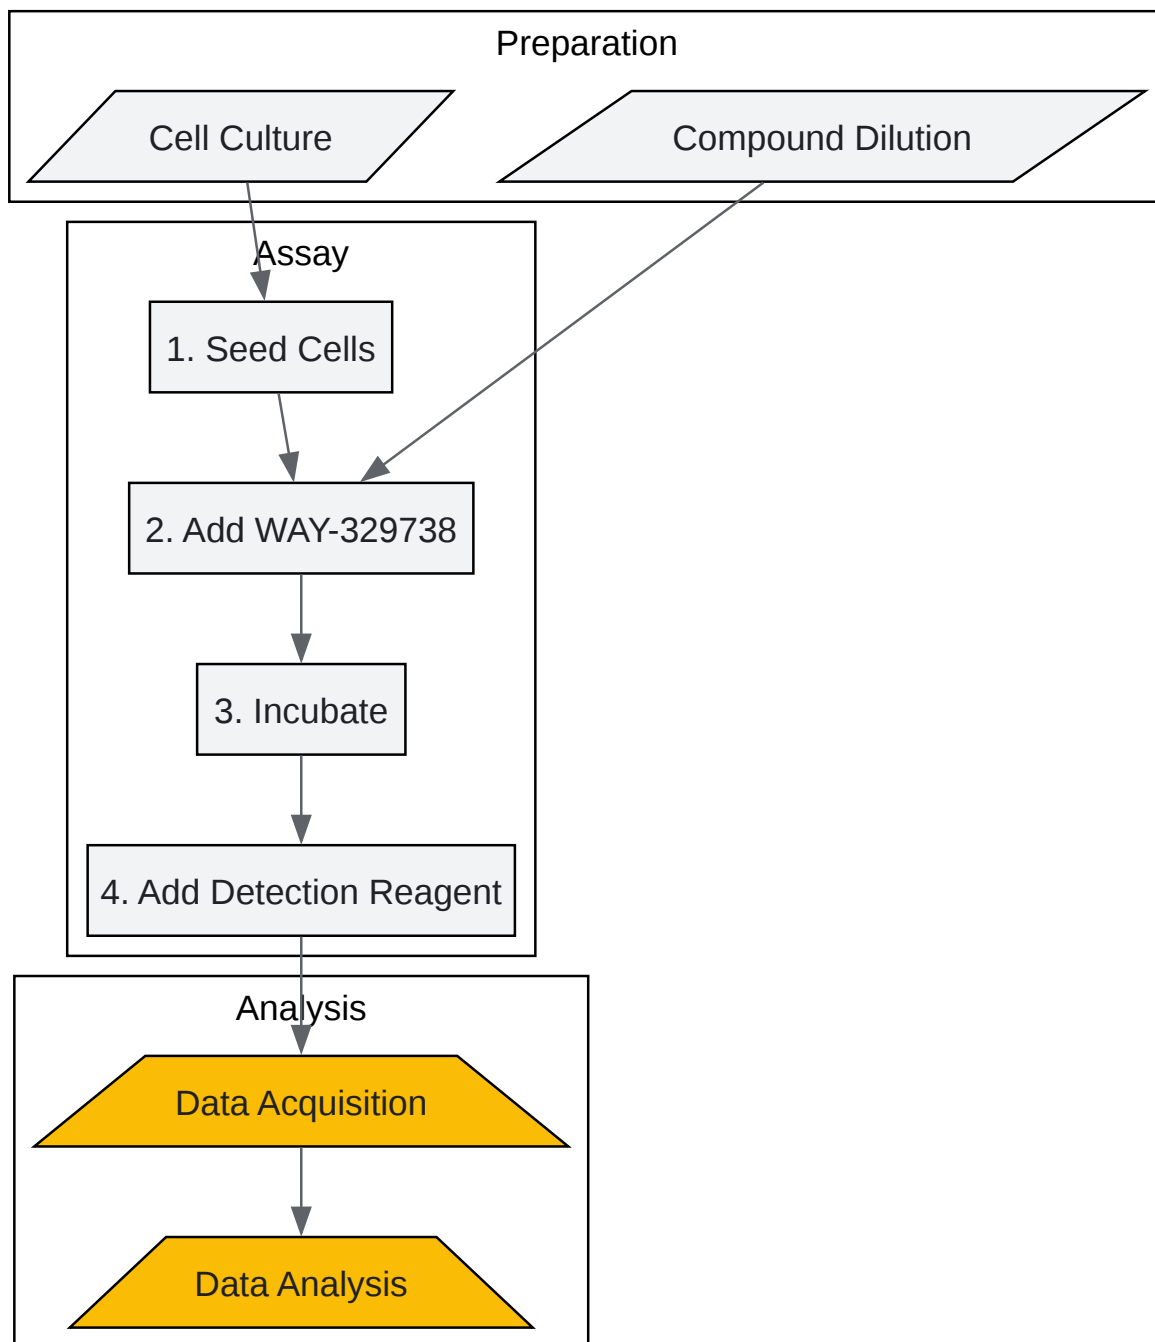 Preparation
Cell Culture
Compound Dilution
Assay
1. Seed Cells
2. Add WAY-329738
3. Incubate
4. Add Detection Reagent
Analysis
Data Acquisition
Data Analysis